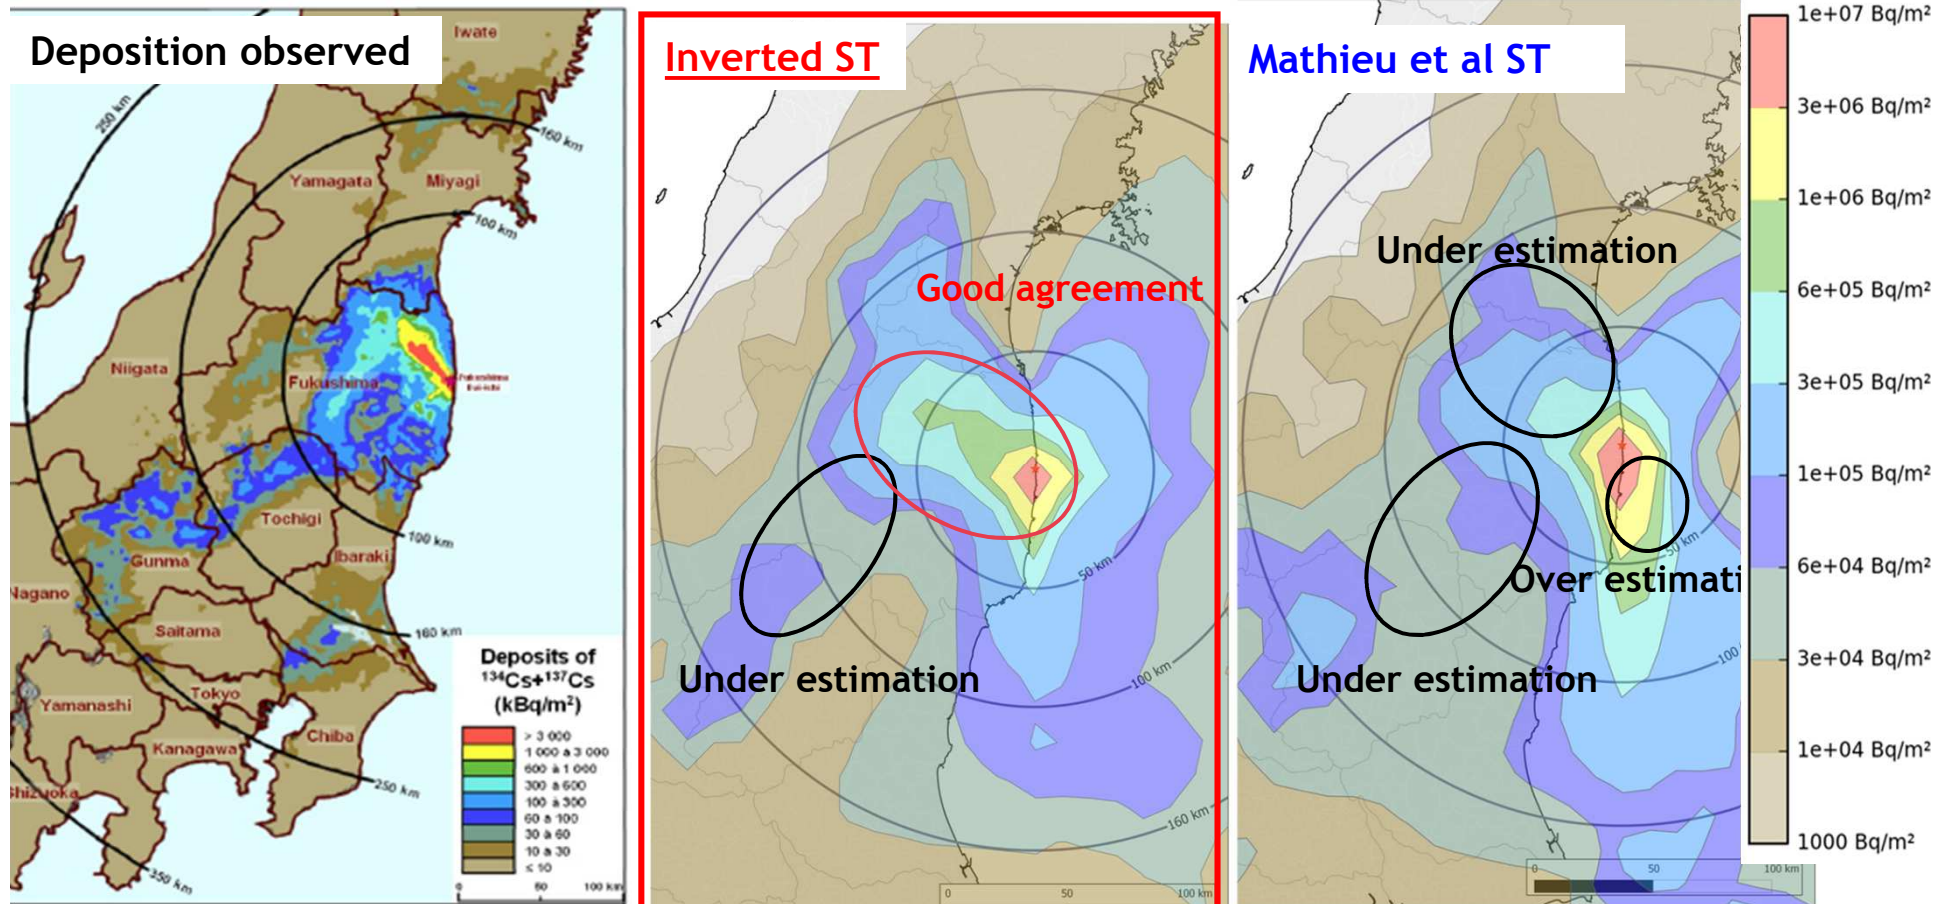 Deposition observed
Iwate
250 km
160 km
Yamagata
Miyagi
100 km
Niigata
Fukushima
Fukushima
Dai-ichi
Tochigi
100 km
Gunma
Ibaraki
Nagano
Saitama
160 km
Tokyo
Yamanashi
Kanagawa
Chiba
Shizuoka
250 km
350 km
Deposits of
¹³⁴Cs+¹³⁷Cs
(kBq/m²)
> 3 000
1 000 à 3 000
600 à 1 000
300 à 600
100 à 300
60 à 100
30 à 60
10 à 30
≤ 10
0 50 100 km
Inverted ST
Good agreement
50 km
Under estimation
100 km
160 km
0 50 100 km
Mathieu et al ST
Under estimation
50 km
Over estimati
Under estimation
100
0 50 100 km
1e+07 Bq/m²
3e+06 Bq/m²
1e+06 Bq/m²
6e+05 Bq/m²
3e+05 Bq/m²
1e+05 Bq/m²
6e+04 Bq/m²
3e+04 Bq/m²
1e+04 Bq/m²
1000 Bq/m²